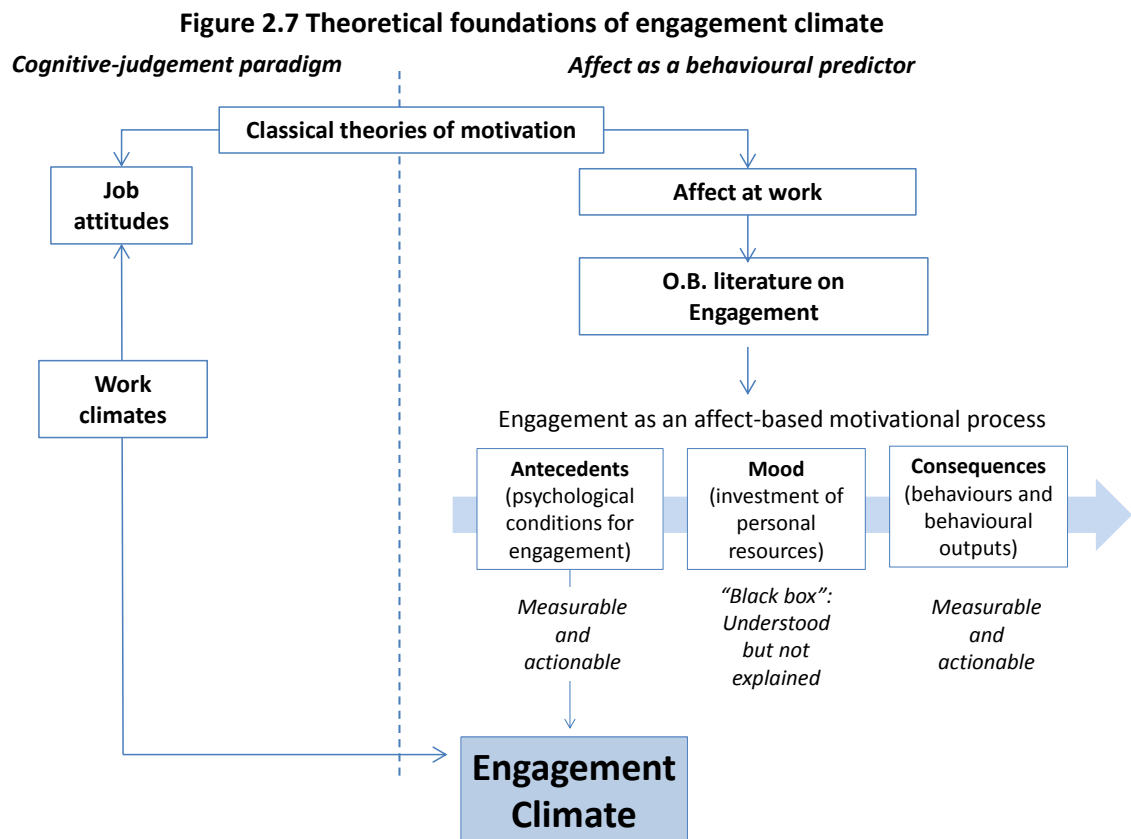 Figure 2.7 Theoretical foundations of engagement climate
Cognitive-judgement paradigm
Affect as a behavioural predictor
Classical theories of motivation
Job
attitudes
Affect at work
O.B. literature on
Engagement
Work
climates
Engagement as an affect-based motivational process
Antecedents
(psychological
conditions for
engagement)
Mood
(investment of
personal
resources)
Consequences
(behaviours and
behavioural
outputs)
Measurable
and
actionable
“Black box”:
Understood
but not
explained
Measurable
and
actionable
Engagement
Climate